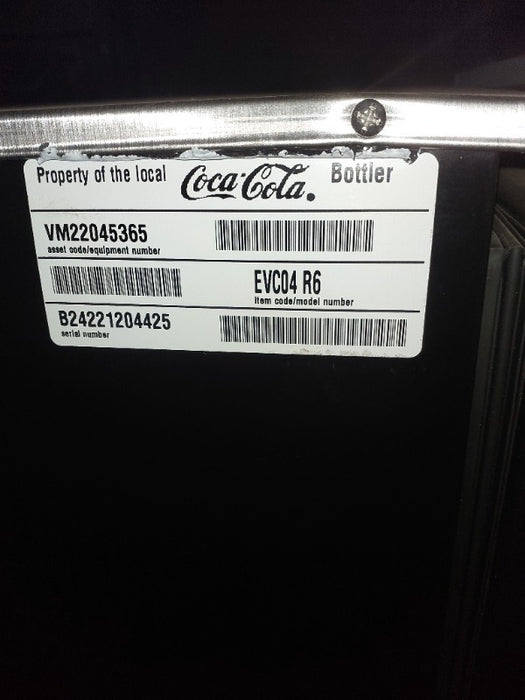 Property of the local Coca-Cola. Bottler
VM22045365
asset code/equipment number
EVC04 R6
item code/model number
B24221204425
serial number